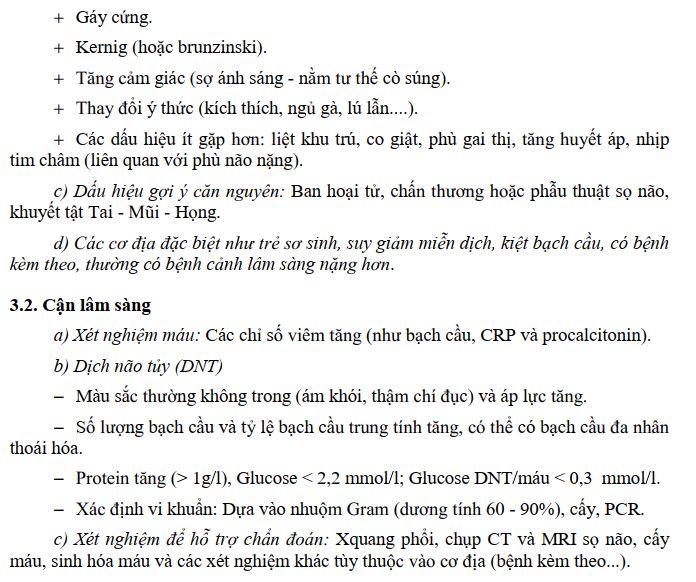 + Gáy cứng.
+ Kernig (hoặc brunzinski).
+ Tăng cảm giác (sợ ánh sáng - nằm tư thế cò súng).
+ Thay đổi ý thức (kích thích, ngủ gà, lú lẫn....).
+ Các dấu hiệu ít gặp hơn: liệt khu trú, co giật, phù gai thị, tăng huyết áp, nhịp
tim châm (liên quan với phù não nặng).
c) Dấu hiệu gợi ý căn nguyên: Ban hoại tử, chấn thương hoặc phẫu thuật sọ não,
khuyết tật Tai - Mũi - Họng.
d) Các cơ địa đặc biệt như trẻ sơ sinh, suy giảm miễn dịch, kiệt bạch cầu, có bệnh
kèm theo, thường có bệnh cảnh lâm sàng nặng hơn.
3.2. Cận lâm sàng
a) Xét nghiệm máu: Các chỉ số viêm tăng (như bạch cầu, CRP và procalcitonin).
b) Dịch não tủy (DNT)
– Màu sắc thường không trong (ám khói, thậm chí đục) và áp lực tăng.
– Số lượng bạch cầu và tỷ lệ bạch cầu trung tính tăng, có thể có bạch cầu đa nhân
thoái hóa.
– Protein tăng (> 1g/l), Glucose < 2,2 mmol/l; Glucose DNT/máu < 0,3 mmol/l.
– Xác định vi khuẩn: Dựa vào nhuộm Gram (dương tính 60 - 90%), cấy, PCR.
c) Xét nghiệm để hỗ trợ chẩn đoán: Xquang phổi, chụp CT và MRI sọ não, cấy
máu, sinh hóa máu và các xét nghiệm khác tùy thuộc vào cơ địa (bệnh kèm theo...).